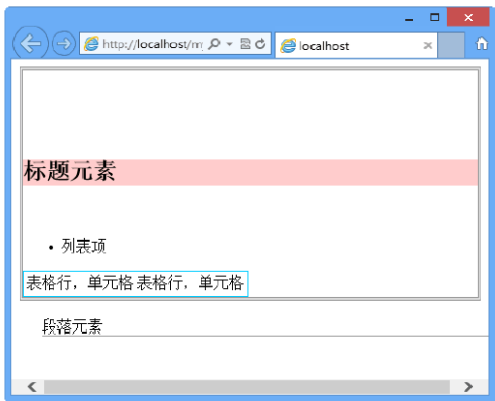 http://localhost/m
localhost
标题元素
• 列表项
表格行，单元格 表格行，单元格
段落元素